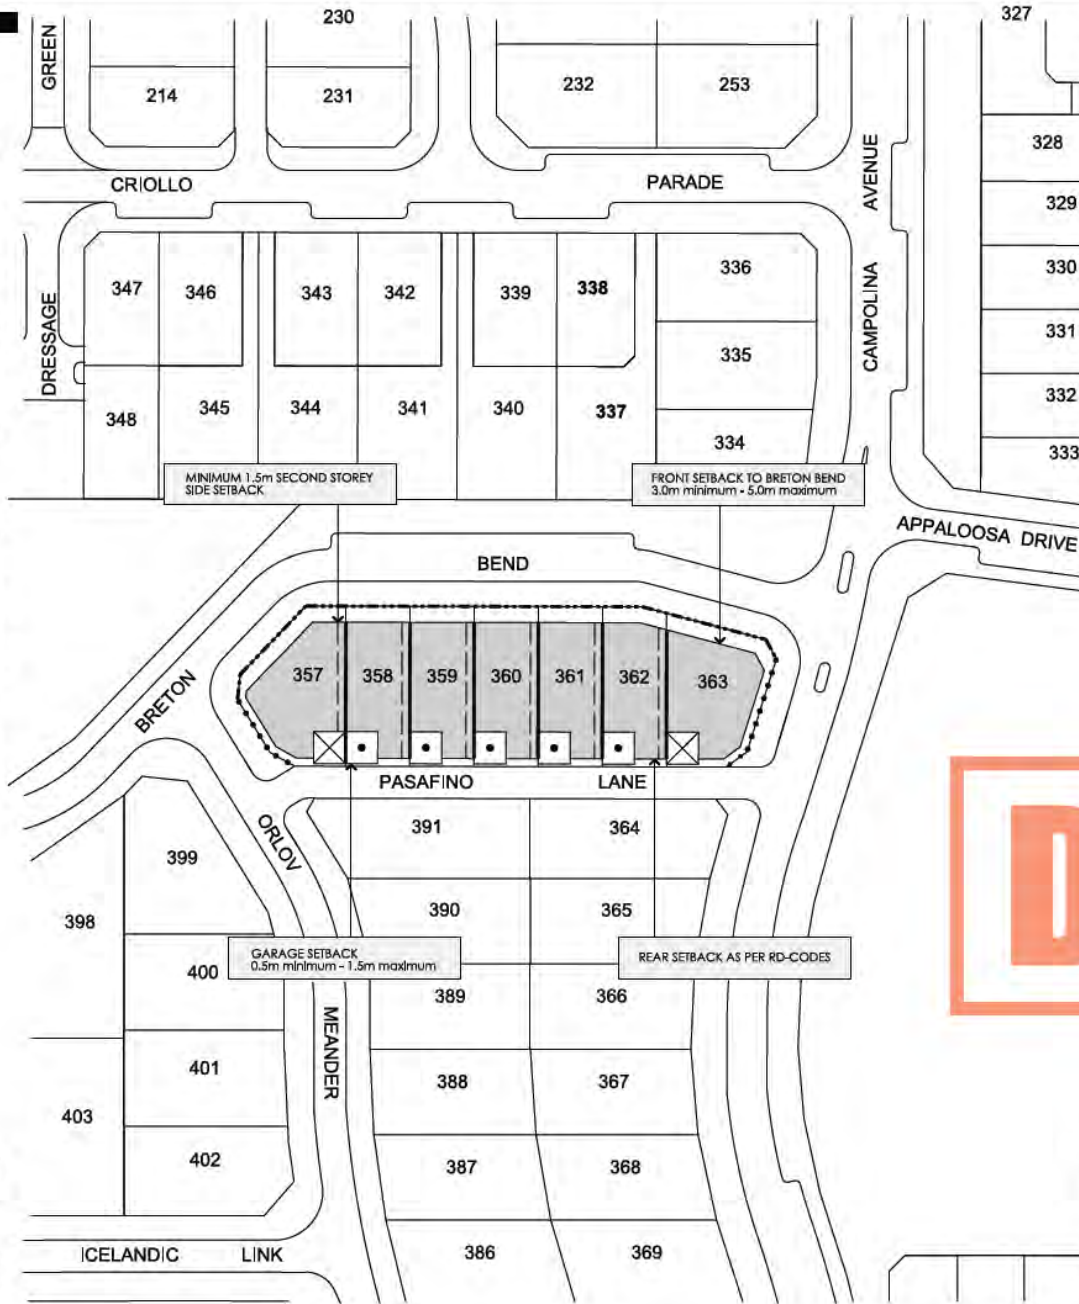 230
327
GREEN
214
231
232
253
328
CRIOLLO
PARADE
AVENUE
329
347
346
343
342
339
338
336
330
DRESSAGE
CAMPOLINA
331
335
348
345
344
341
340
337
332
334
333
MINIMUM 1.5m SECOND STOREY
SIDE SETBACK
FRONT SETBACK TO BRETON BEND
3.0m minimum - 5.0m maximum
APPALOOSA DRIVE
BEND
BRETON
357
358
359
360
361
362
363
PASAFINO
LANE
ORLOV
391
364
399
398
390
365
GARAGE SETBACK
0.5m minimum - 1.5m maximum
REAR SETBACK AS PER RD-CODES
400
389
366
MEANDER
401
388
367
403
402
387
368
ICELANDIC
LINK
386
369
D